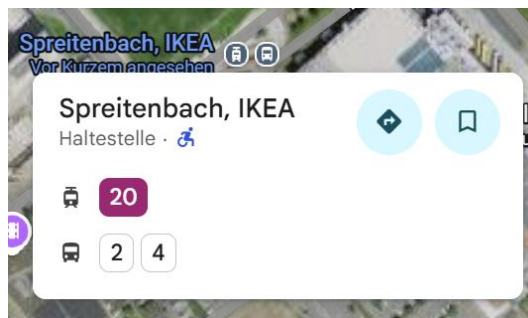 Spreitenbach, IKEA
Vor Kurzem angesehen
Spreitenbach, IKEA
Haltestelle ·
20
2 4